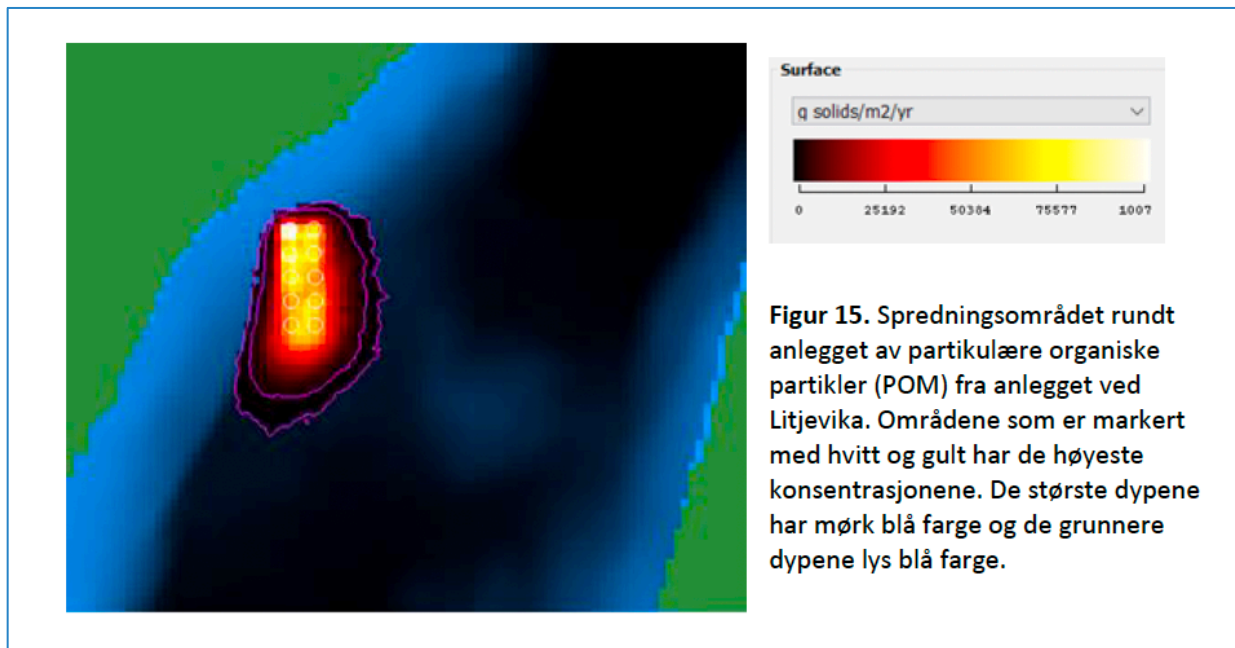 Surface
g solids/m2/yr
0 25192 50384 75577 1007
Figur 15. Spredningsområdet rundt
anlegget av partikulære organiske
partikler (POM) fra anlegget ved
Litjevika. Områdene som er markert
med hvitt og gult har de høyeste
konsentrasjonene. De største dypene
har mørk blå farge og de grunnere
dypene lys blå farge.